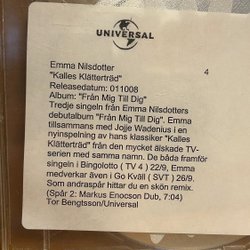 UNIVERSAL
Emma Nilsdotter
4
"Kalles Klätterträd"
Releasedatum: 011008
Album: "Från Mig Till Dig"
Tredje singeln från Emma Nilsdotters
debutalbum "Från Mig Till Dig". Emma
tillsammans med Jojje Wadenius i en
nyinspelning av hans klassiker "Kalles
Klätterträd" från den mycket älskade TV-
serien med samma namn. De båda framför
singeln i Bingolotto ( TV4 ) 22/9, Emma
medverkar även i Go Kväll ( SVT ) 26/9.
Som andraspår hittar du en skön remix.
(Spår 2: Markus Enocson Dub, 7:04)
Tor Bengtson/Universal